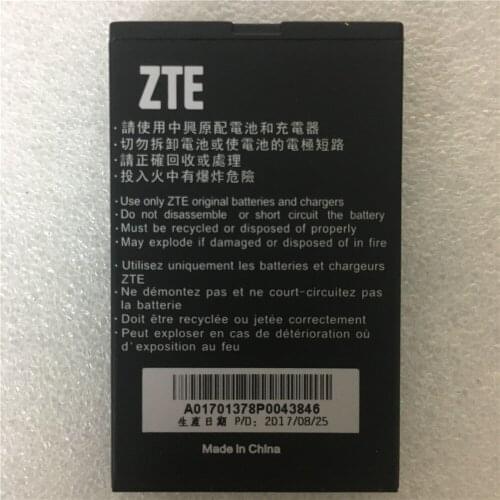 ZTE
·請使用中興原配電池和充電器
·切勿拆卸電池或使電池的電極短路
·請正確回收或處理
·投入火中有爆炸危險
·Use only ZTE original batteries and chargers
·Do not disassemble or short circuit the battery
·Must be recycled or disposed of properly
·May explode if damaged or disposed of in fire
·Utilisez uniquement les batteries et chargeurs
ZTE
·Ne démontez pas et ne court-circuitez pas
la batterie
·Doit être recyclée ou jetée correctement
·Peut exploser en cas de détérioration où
d'exposition au feu
A01701378P0043846
生產日期 P/D: 2017/08/25
Made In China